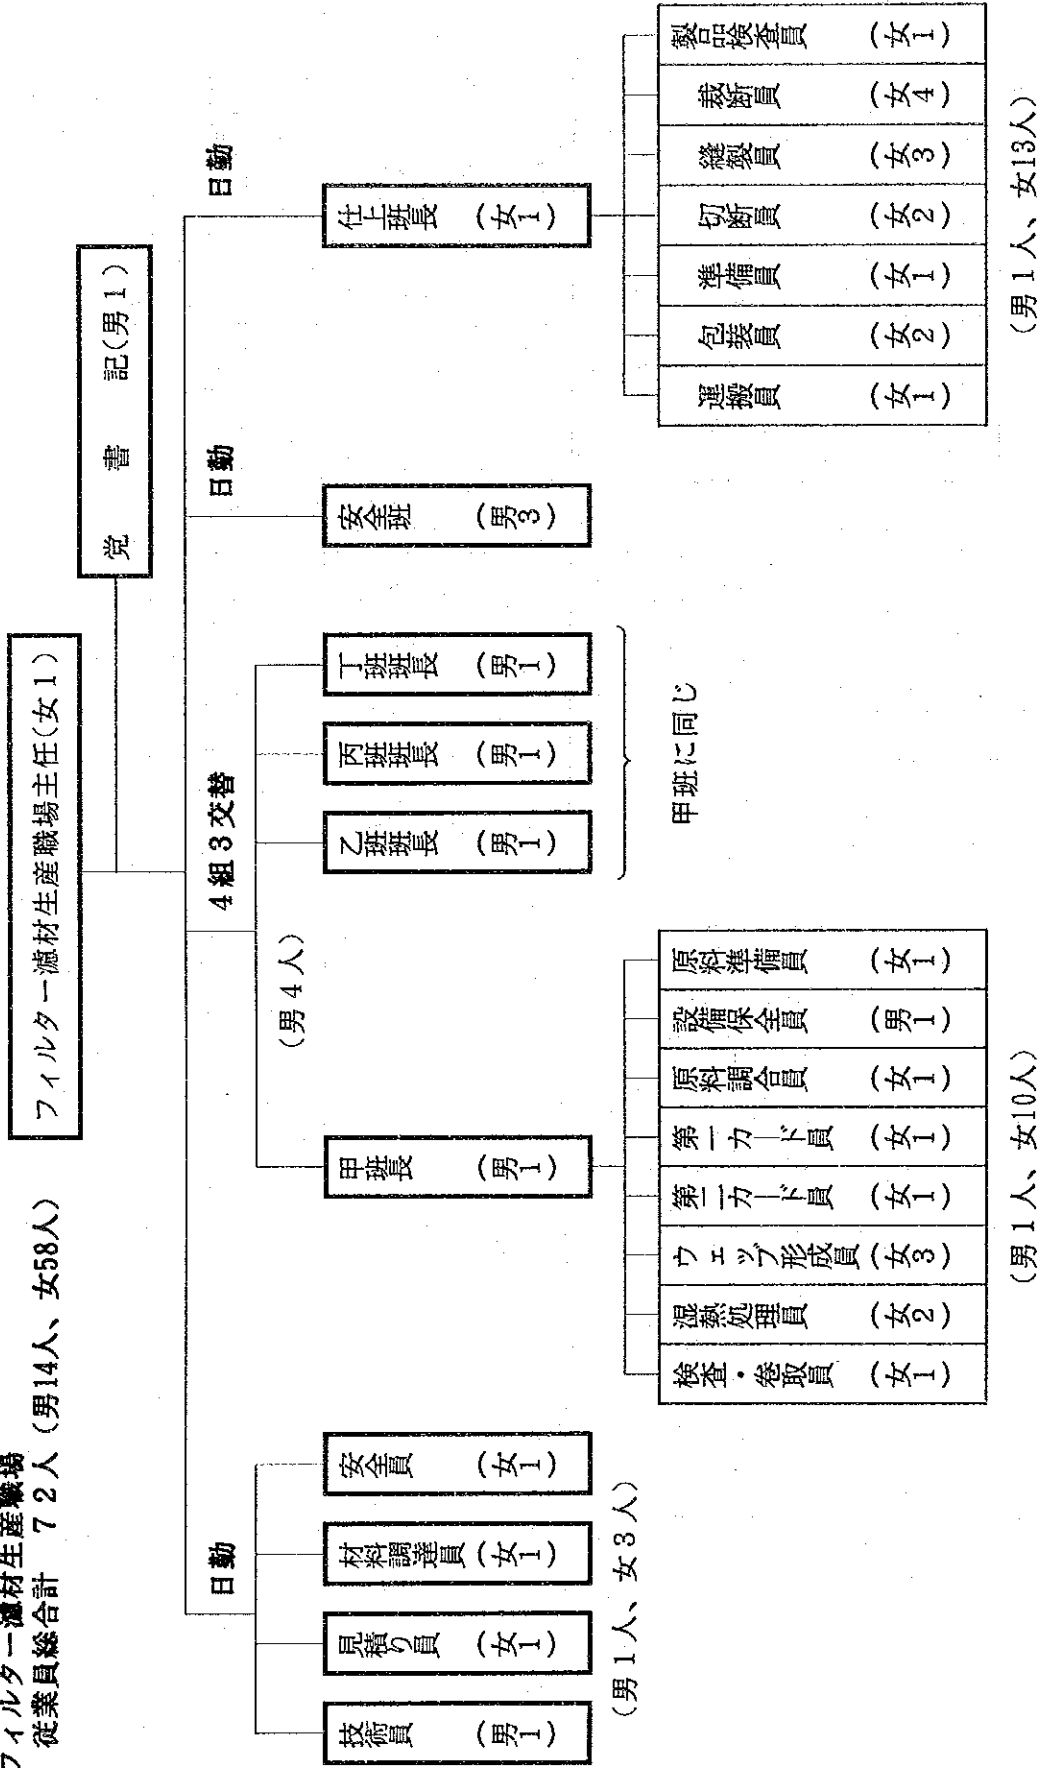 フィルター濾材生産職場
従業員総合計 72人(男14人、女58人)
フィルター濾材生産職場主任(女1)
党書記(男1)
日勤
4組3交替
日勤
日勤
(男4人)
技術員 (男1)
見積り員 (女1)
材料調達員(女1)
安全員 (女1)
(男1人、女3人)
甲班長 (男1)
乙班班長 (男1)
丙班班長 (男1)
丁班班長 (男1)
安全班 (男3)
仕上班長 (女1)
甲班に同じ
検査・巻取員 (女1)
湿熱処理員 (女2)
ウェッブ形成員(女3)
第二カード員 (女1)
第一カード員 (女1)
原料調合員 (女1)
設備保全員 (男1)
原料準備員 (女1)
(男1人、女10人)
運搬員 (女1)
包装員 (女2)
準備員 (女1)
切断員 (女2)
縫製員 (女3)
裁断員 (女4)
製品検査員 (女1)
(男1人、女13人)